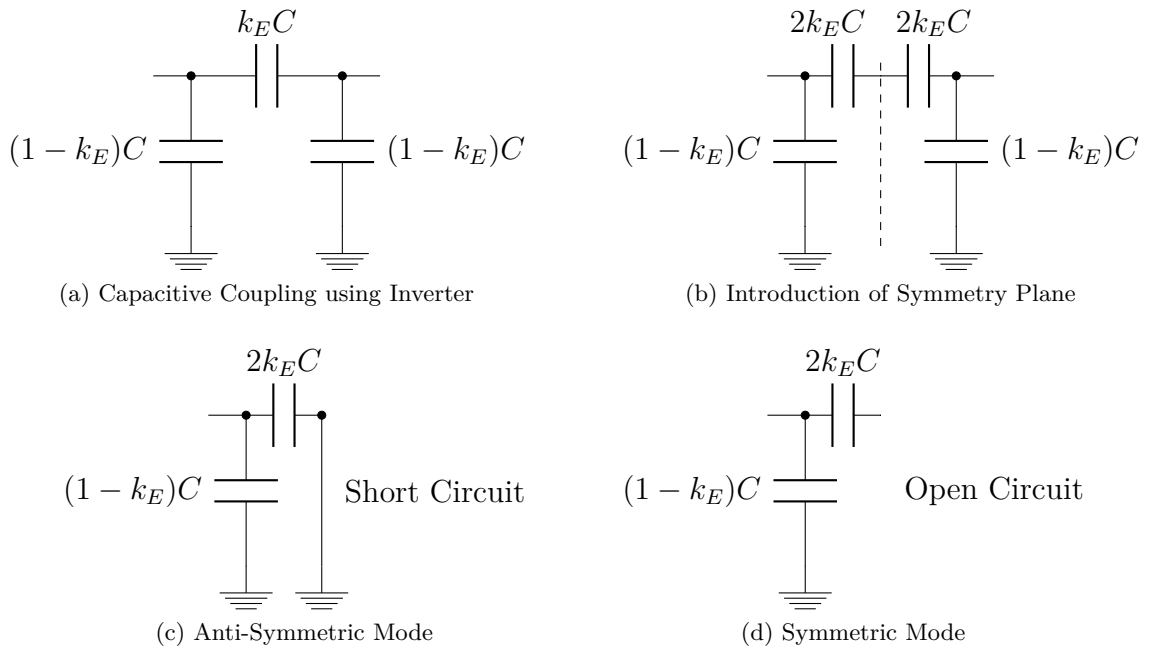 k_E C
(1 − k_E)C
(1 − k_E)C
(a) Capacitive Coupling using Inverter
2k_E C
2k_E C
(1 − k_E)C
(1 − k_E)C
(b) Introduction of Symmetry Plane
2k_E C
(1 − k_E)C
Short Circuit
(c) Anti-Symmetric Mode
2k_E C
(1 − k_E)C
Open Circuit
(d) Symmetric Mode